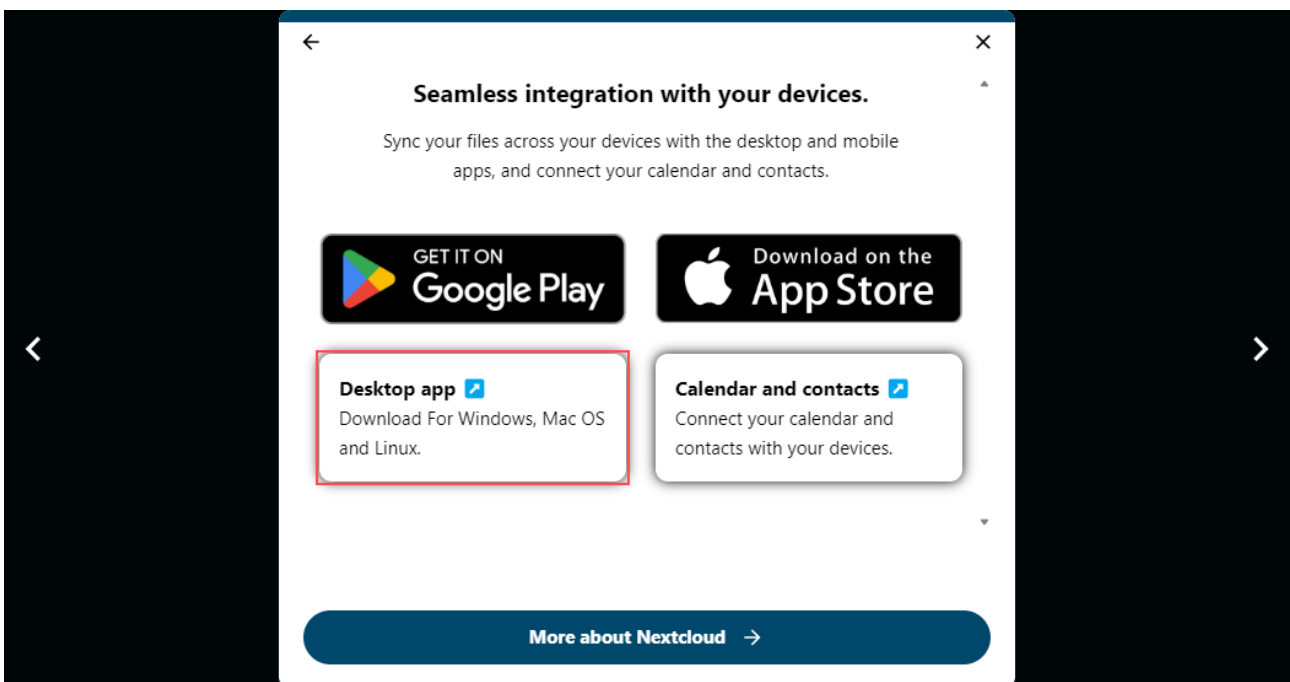 Seamless integration with your devices.
Sync your files across your devices with the desktop and mobile
apps, and connect your calendar and contacts.
GET IT ON
Google Play
Download on the
App Store
Desktop app
Download For Windows, Mac OS
and Linux.
Calendar and contacts
Connect your calendar and
contacts with your devices.
More about Nextcloud